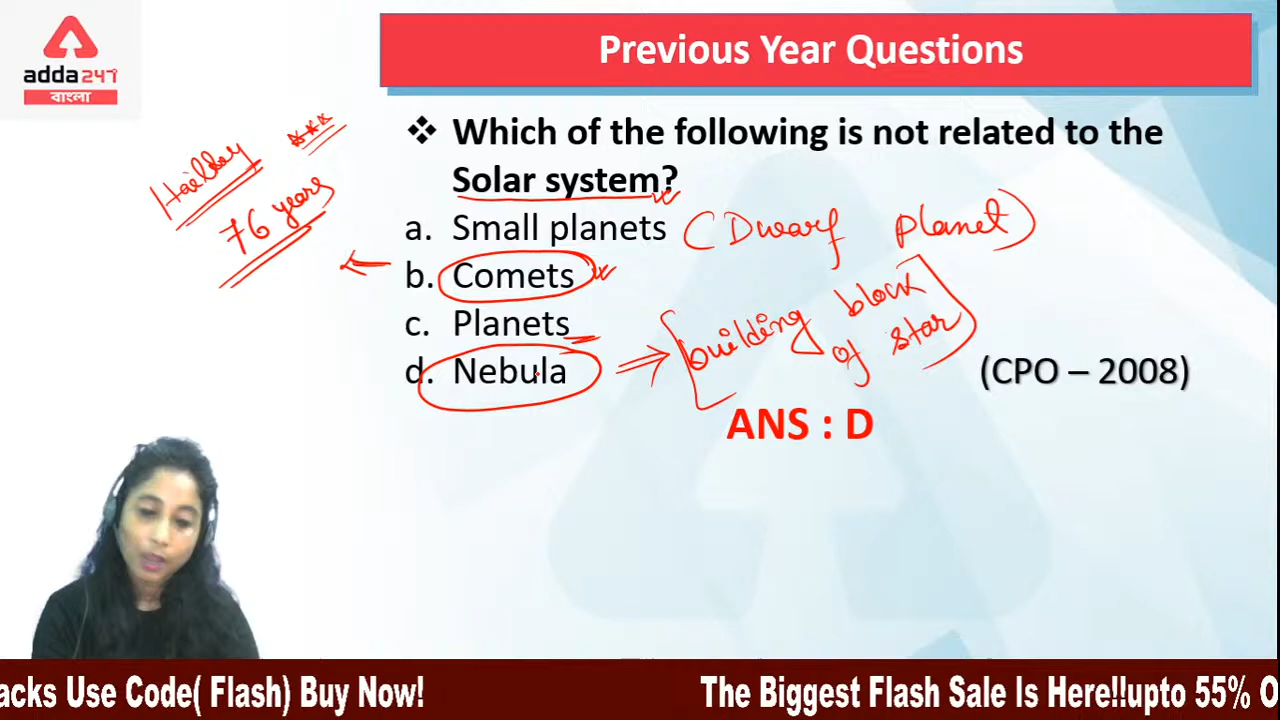 adda247
বাংলা
Previous Year Questions
❖ Which of the following is not related to the
Solar system?
a. Small planets (Dwarf planet)
b. Comets
c. Planets
d. Nebula
76 years
building block
of star
(CPO – 2008)
ANS : D
acks Use Code( Flash) Buy Now!
The Biggest Flash Sale Is Here!!upto 55% O